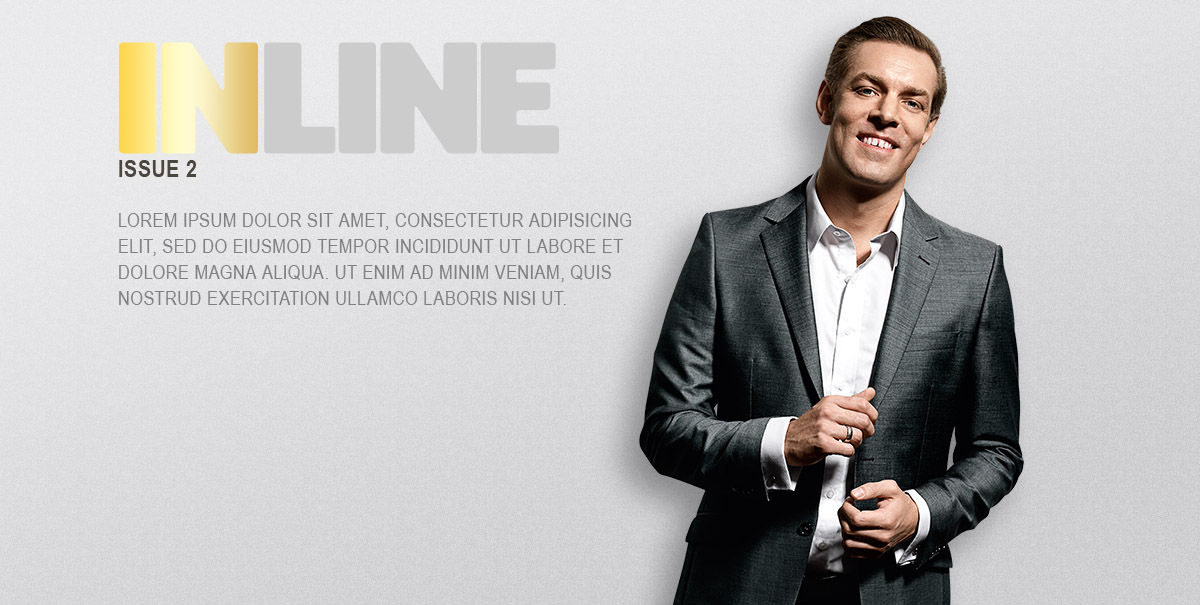 INLINE
ISSUE 2
LOREM IPSUM DOLOR SIT AMET, CONSECTETUR ADIPISICING
ELIT, SED DO EIUSMOD TEMPOR INCIDIDUNT UT LABORE ET
DOLORE MAGNA ALIQUA. UT ENIM AD MINIM VENIAM, QUIS
NOSTRUD EXERCITATION ULLAMCO LABORIS NISI UT.